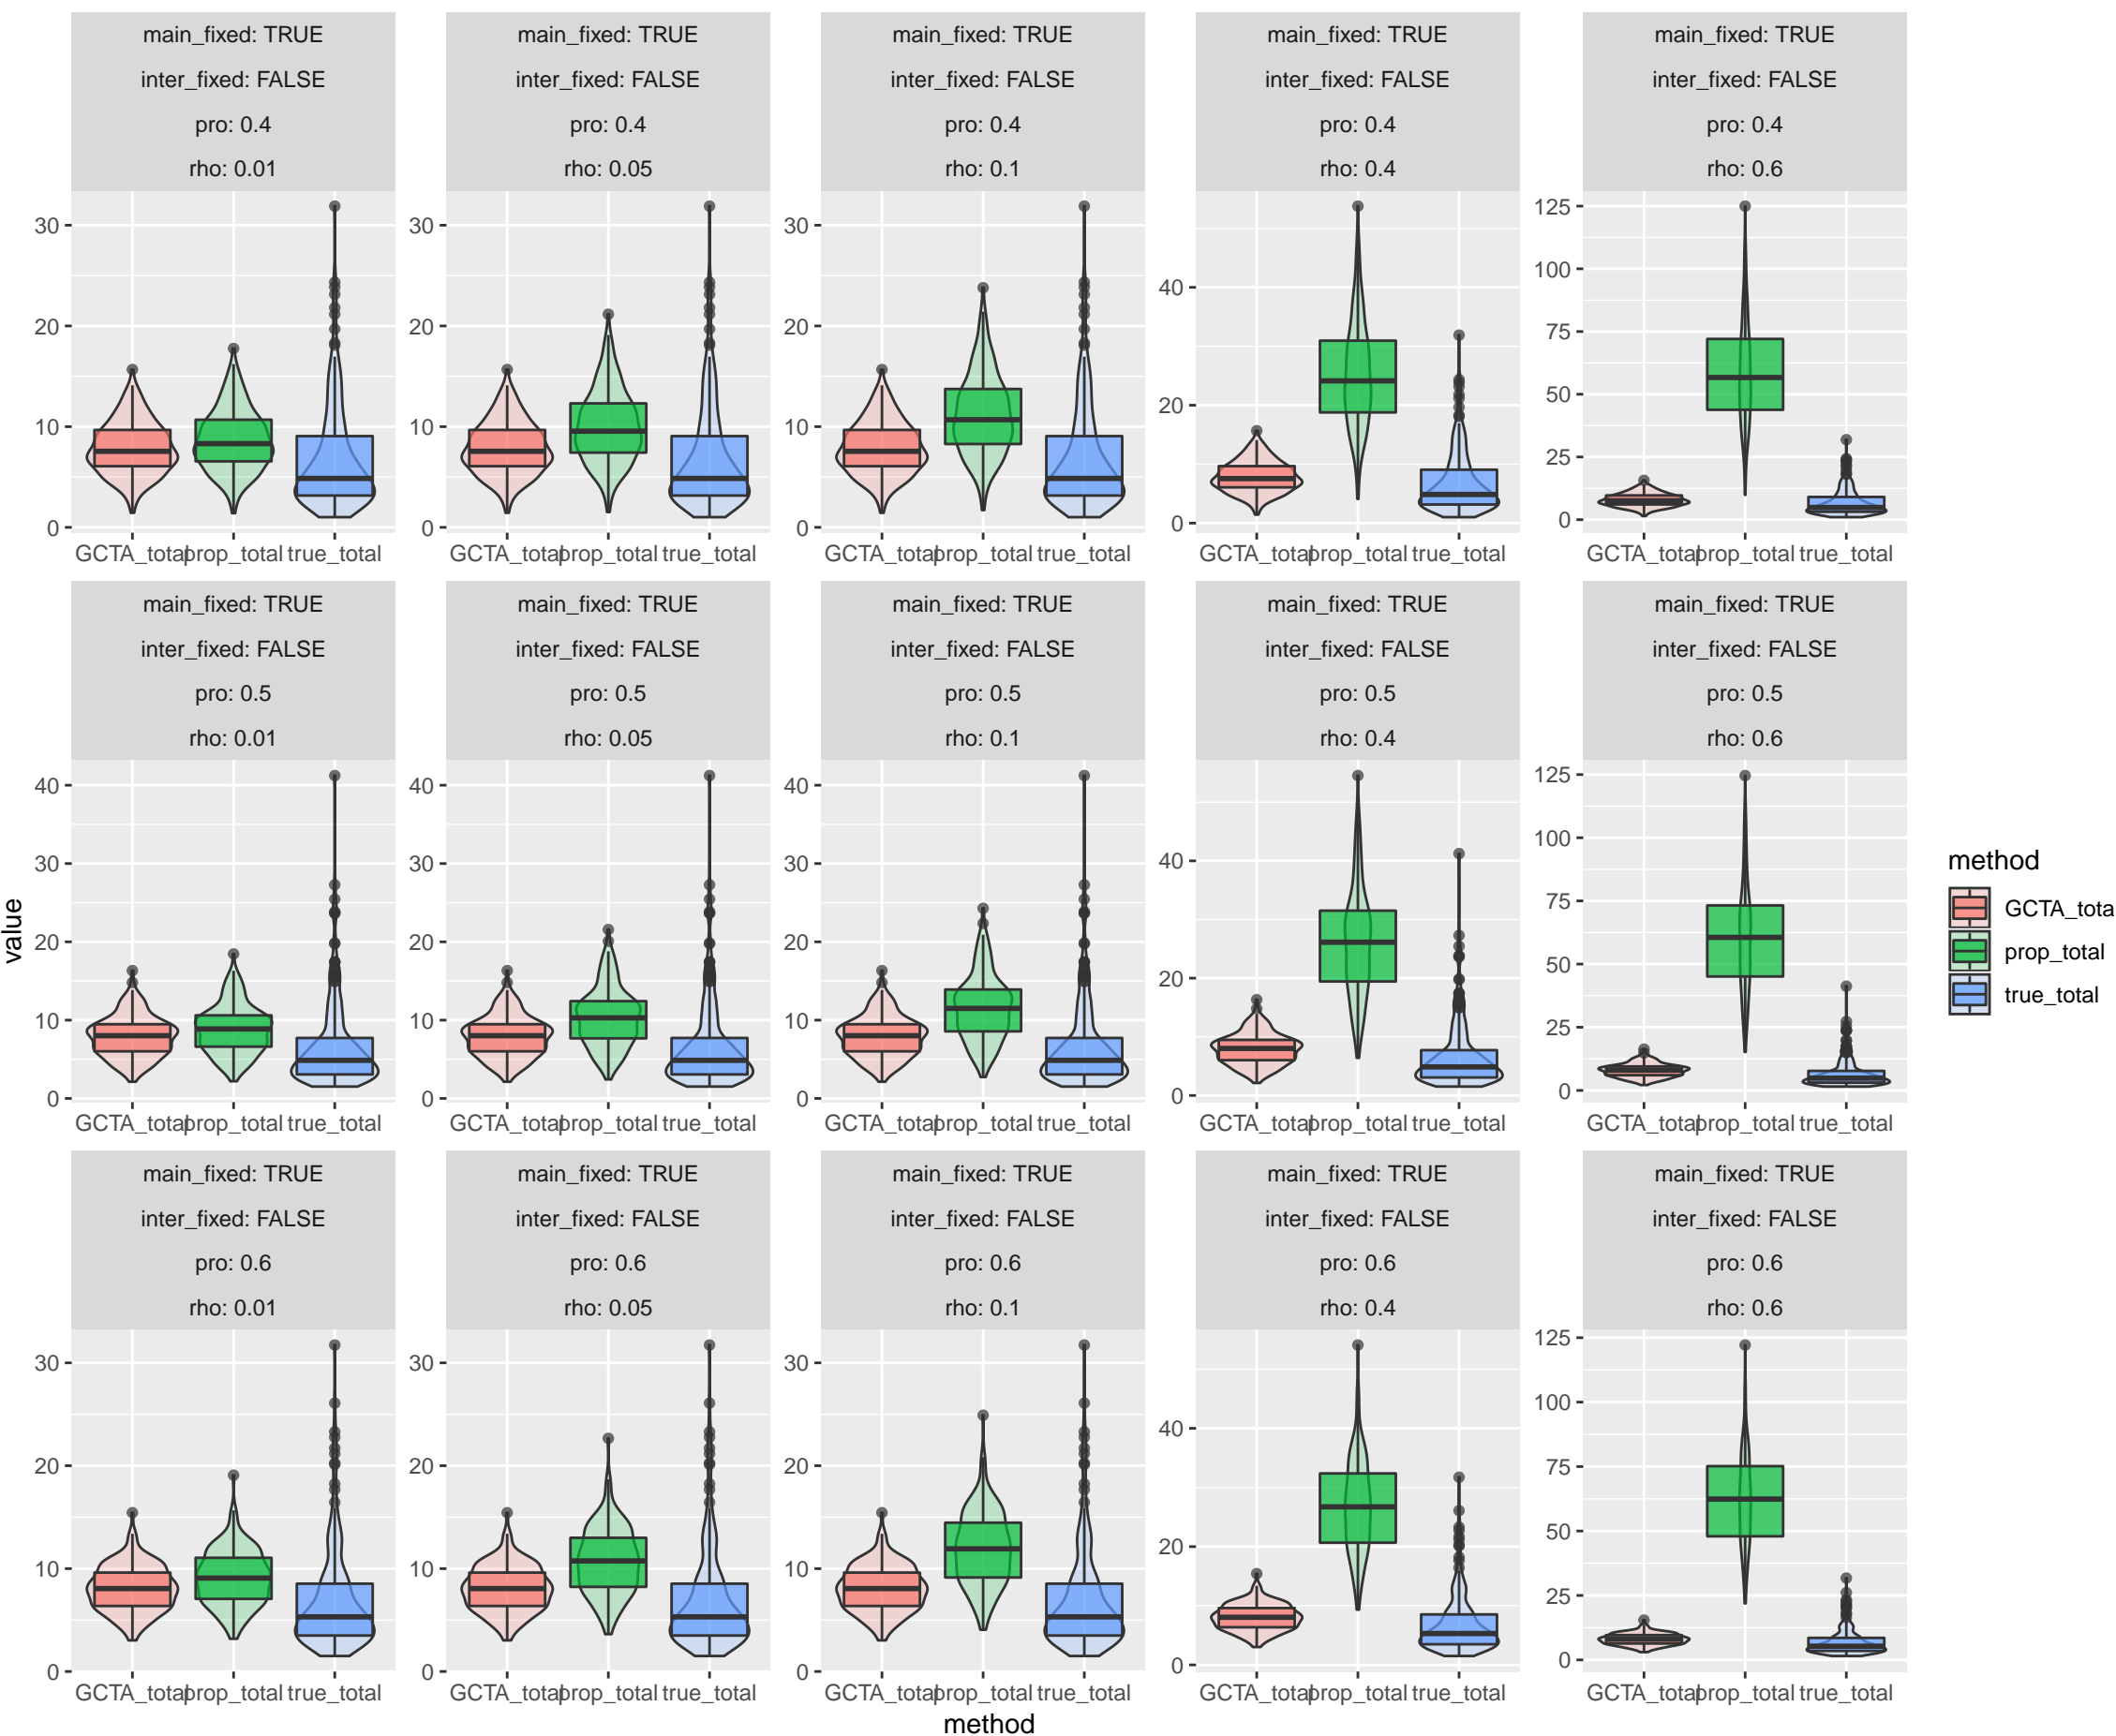 main_fixed: TRUE main_fixed: TRUE main_fixed: TRUE main_fixed: TRUE main_fixed: TRUE
inter_fixed: FALSE inter_fixed: FALSE inter_fixed: FALSE inter_fixed: FALSE inter_fixed: FALSE
pro: 0.4 pro: 0.4 pro: 0.4 pro: 0.4 pro: 0.4
rho: 0.01 rho: 0.05 rho: 0.1 rho: 0.4 rho: 0.6
30 30 30 40 125
20 20 20 20 100
10 10 10 0 75
0 0 0 50
25
0
GCTA_total prop_total true_total GCTA_total prop_total true_total GCTA_total prop_total true_total GCTA_total prop_total true_total GCTA_total prop_total true_total
main_fixed: TRUE main_fixed: TRUE main_fixed: TRUE main_fixed: TRUE main_fixed: TRUE
inter_fixed: FALSE inter_fixed: FALSE inter_fixed: FALSE inter_fixed: FALSE inter_fixed: FALSE
pro: 0.5 pro: 0.5 pro: 0.5 pro: 0.5 pro: 0.5
rho: 0.01 rho: 0.05 rho: 0.1 rho: 0.4 rho: 0.6
40 40 40 40 125
30 30 30 20 100
20 20 20 0 75
10 10 10 50
0 0 0 25
0
GCTA_total prop_total true_total GCTA_total prop_total true_total GCTA_total prop_total true_total GCTA_total prop_total true_total GCTA_total prop_total true_total
main_fixed: TRUE main_fixed: TRUE main_fixed: TRUE main_fixed: TRUE main_fixed: TRUE
inter_fixed: FALSE inter_fixed: FALSE inter_fixed: FALSE inter_fixed: FALSE inter_fixed: FALSE
pro: 0.6 pro: 0.6 pro: 0.6 pro: 0.6 pro: 0.6
rho: 0.01 rho: 0.05 rho: 0.1 rho: 0.4 rho: 0.6
30 30 30 40 125
20 20 20 20 100
10 10 10 0 75
0 0 0 50
25
0
GCTA_total prop_total true_total GCTA_total prop_total true_total GCTA_total prop_total true_total GCTA_total prop_total true_total GCTA_total prop_total true_total
method
value
method
GCTA_tota
prop_total
true_total